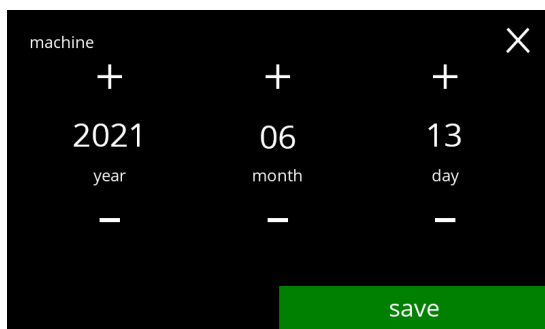 machine
+ + +
2021 06 13
year month day
- - -
save